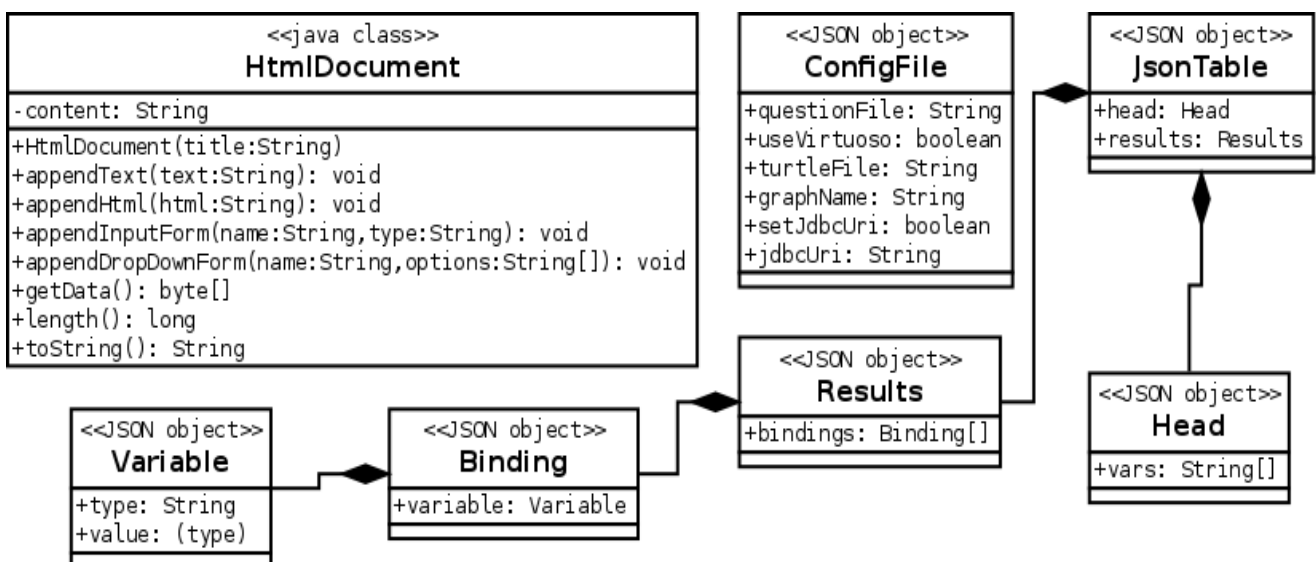 <<java class>>
HtmlDocument
-content: String
+HtmlDocument(title:String)
+appendText(text:String): void
+appendHtml(html:String): void
+appendInputForm(name:String,type:String): void
+appendDropDownForm(name:String,options:String[]): void
+getData(): byte[]
+length(): long
+toString(): String
<<JSON object>>
ConfigFile
+questionFile: String
+useVirtuoso: boolean
+turtleFile: String
+graphName: String
+setJdbcUri: boolean
+jdbcUri: String
<<JSON object>>
JsonTable
+head: Head
+results: Results
<<JSON object>>
Variable
+type: String
+value: (type)
<<JSON object>>
Binding
+variable: Variable
<<JSON object>>
Results
+bindings: Binding[]
<<JSON object>>
Head
+vars: String[]